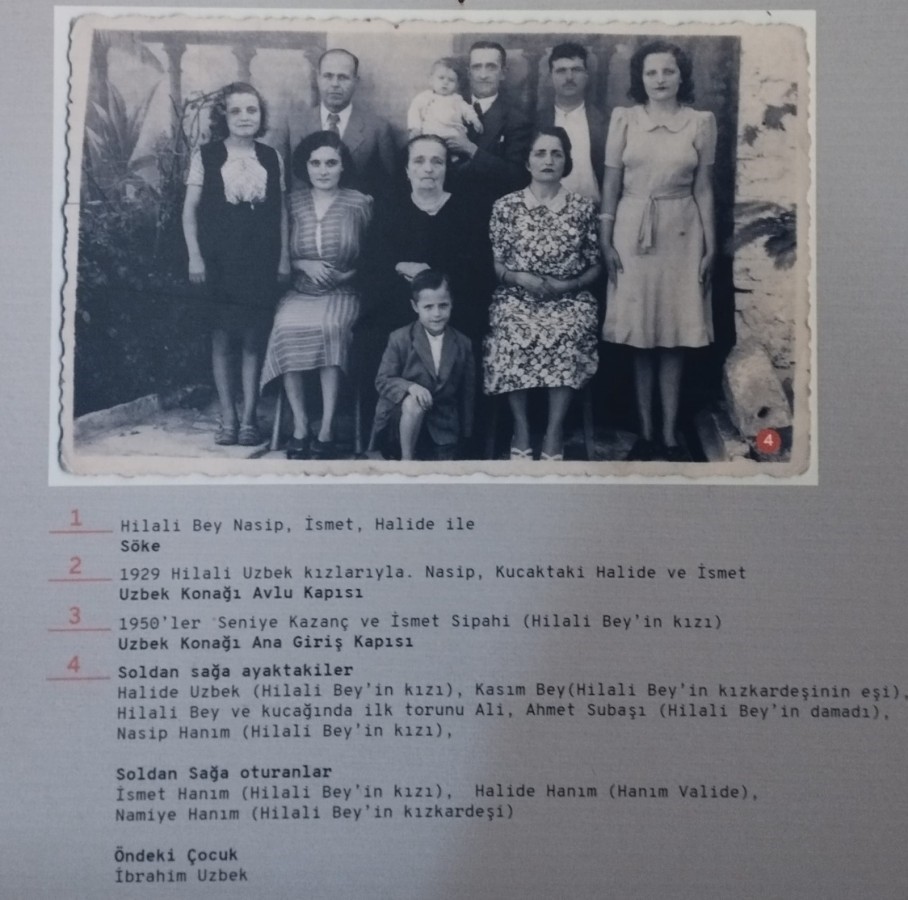 4
1
Hilali Bey Nasip, İsmet, Halide ile
Söke
2
1929 Hilali Uzbek kızlarıyla. Nasip, Kucaktaki Halide ve İsmet
Uzbek Konağı Avlu Kapısı
3
1950'ler Seniye Kazanç ve İsmet Sipahi (Hilali Bey'in kızı)
Uzbek Konağı Ana Giriş Kapısı
4
Soldan sağa ayaktakiler
Halide Uzbek (Hilali Bey'in kızı), Kasım Bey(Hilali Bey'in kızkardeşinin eşi),
Hilali Bey ve kucağında ilk torunu Ali, Ahmet Subaşı (Hilali Bey'in damadı),
Nasip Hanım (Hilali Bey'in kızı),
Soldan Sağa oturanlar
İsmet Hanım (Hilali Bey'in kızı), Halide Hanım (Hanım Valide),
Namiye Hanım (Hilali Bey'in kızkardeşi)
Öndeki Çocuk
İbrahim Uzbek